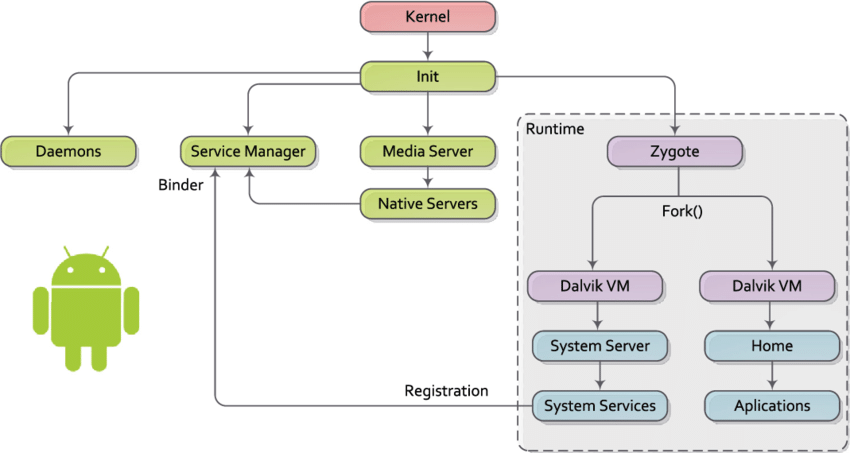 Kernel
Init
Runtime
Daemons
Service Manager
Media Server
Zygote
Binder
Native Servers
Fork()
Dalvik VM
Dalvik VM
System Server
Home
Registration
System Services
Aplications